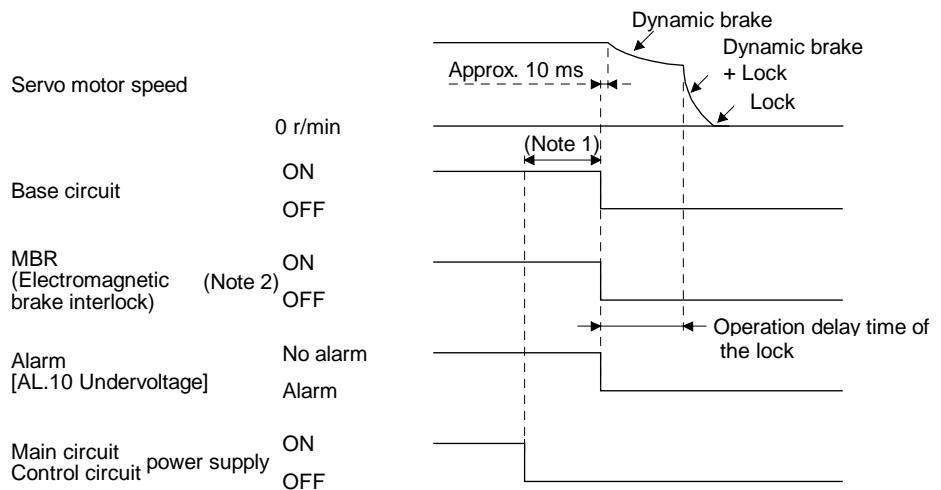 Dynamic brake
Dynamic brake
+ Lock
Approx. 10 ms
Servo motor speed
Lock
0 r/min
(Note 1)
ON
Base circuit
OFF
MBR
(Electromagnetic
brake interlock)
(Note 2)
ON
OFF
Operation delay time of
the lock
No alarm
Alarm
[AL.10 Undervoltage]
Alarm
Main circuit
Control circuit
power supply
ON
OFF